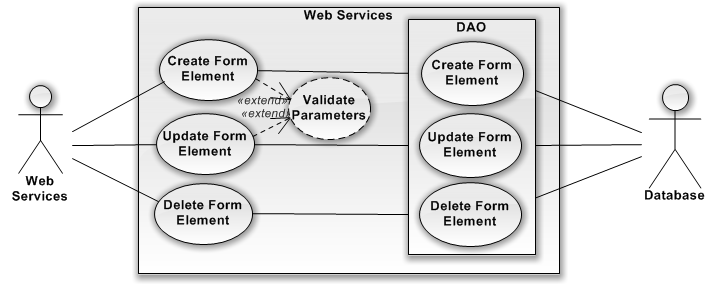 Web Services
DAO
Create Form
Element
Create Form
Element
«extend»
«extend»
Validate
Parameters
Update Form
Element
Update Form
Element
Web
Services
Database
Delete Form
Element
Delete Form
Element